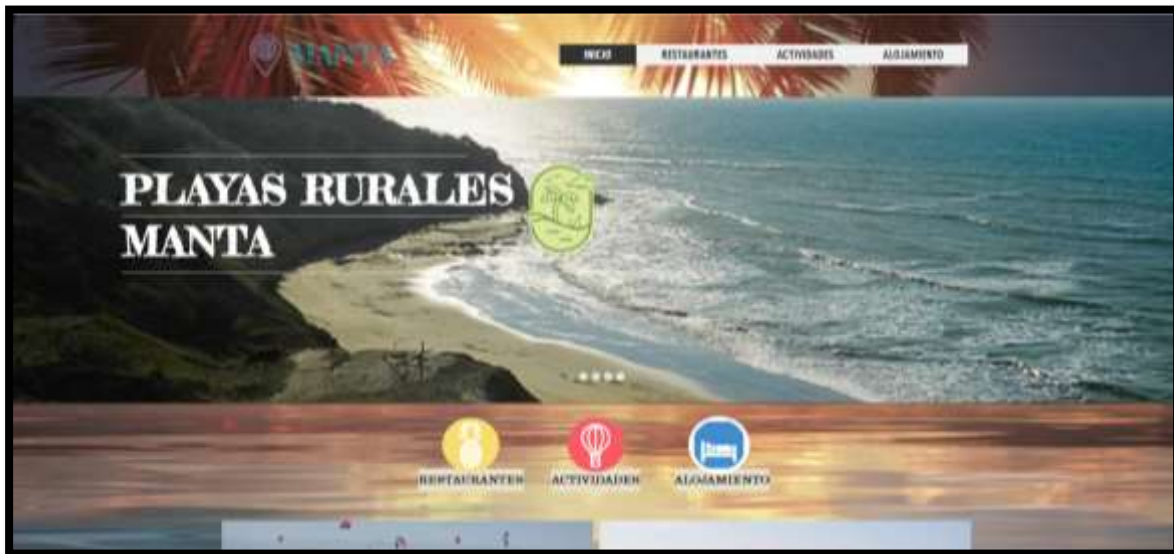 MANTA
INICIO RESTAURANTES ACTIVIDADES ALOJAMIENTO
PLAYAS RURALES
MANTA
RESTAURANTES ACTIVIDADES ALOJAMIENTO